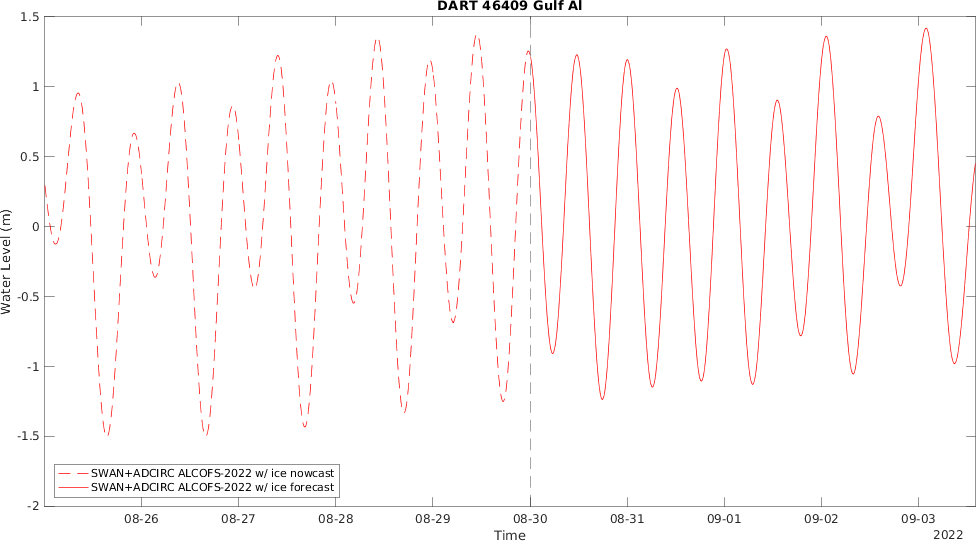 DART 46409 Gulf Al
1.5
1
0.5
0
-0.5
-1
-1.5
-2
Water Level (m)
SWAN+ADCIRC ALCOFS-2022 w/ ice nowcast
SWAN+ADCIRC ALCOFS-2022 w/ ice forecast
08-26 08-27 08-28 08-29 08-30 08-31 09-01 09-02 09-03
Time
2022